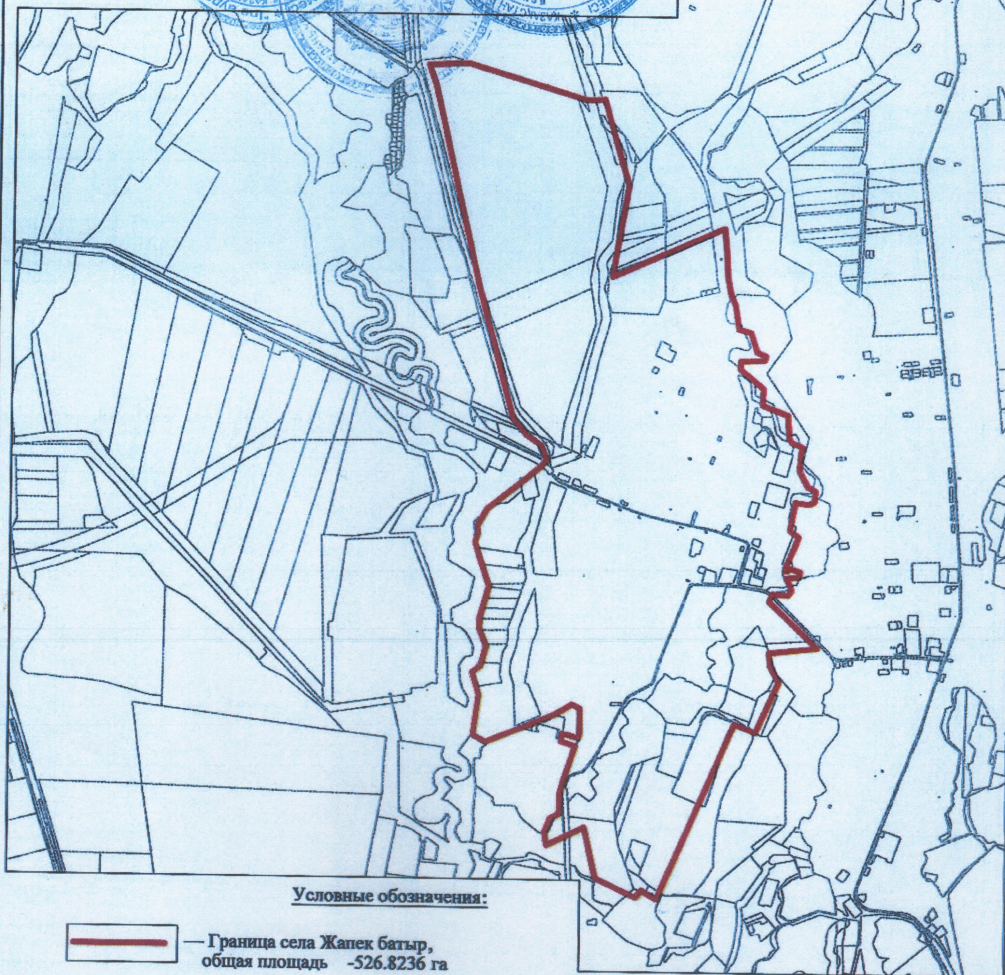 Условные обозначения:
— Граница села Жапек батыр,
общая площадь -526.8236 га